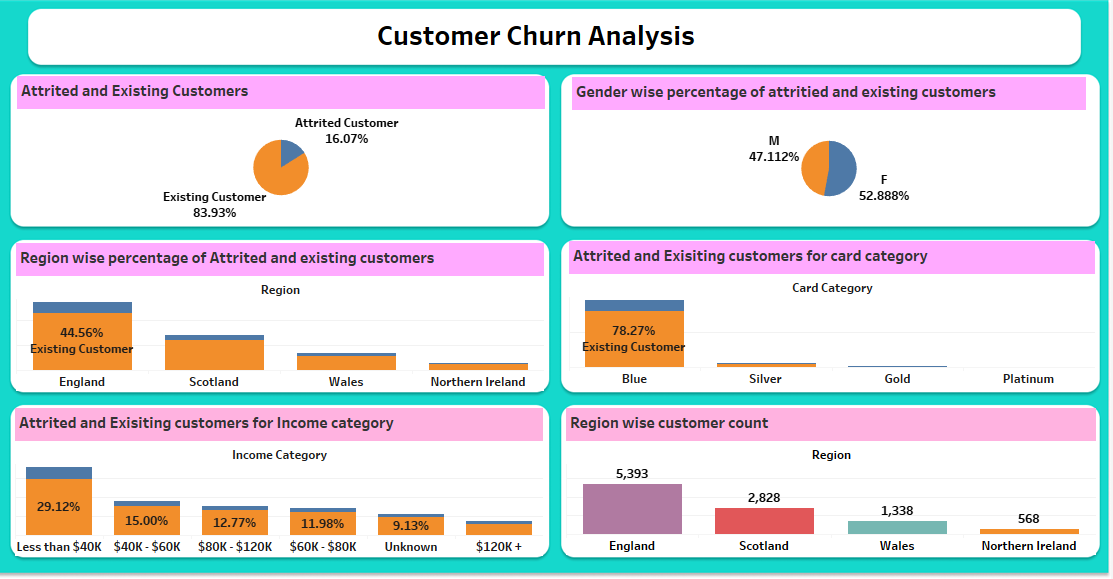 Customer Churn Analysis
Attrited and Existing Customers
Attrited Customer
16.07%
Existing Customer
83.93%
Gender wise percentage of attritied and existing customers
M
47.112%
F
52.888%
Region wise percentage of Attrited and existing customers
Region
44.56%
Existing Customer
England Scotland Wales Northern Ireland
Attrited and Exisiting customers for card category
Card Category
78.27%
Existing Customer
Blue Silver Gold Platinum
Attrited and Exisiting customers for Income category
Income Category
29.12% 15.00% 12.77% 11.98% 9.13%
Less than $40K $40K - $60K $80K - $120K $60K - $80K Unknown $120K +
Region wise customer count
Region
5,393 2,828 1,338 568
England Scotland Wales Northern Ireland